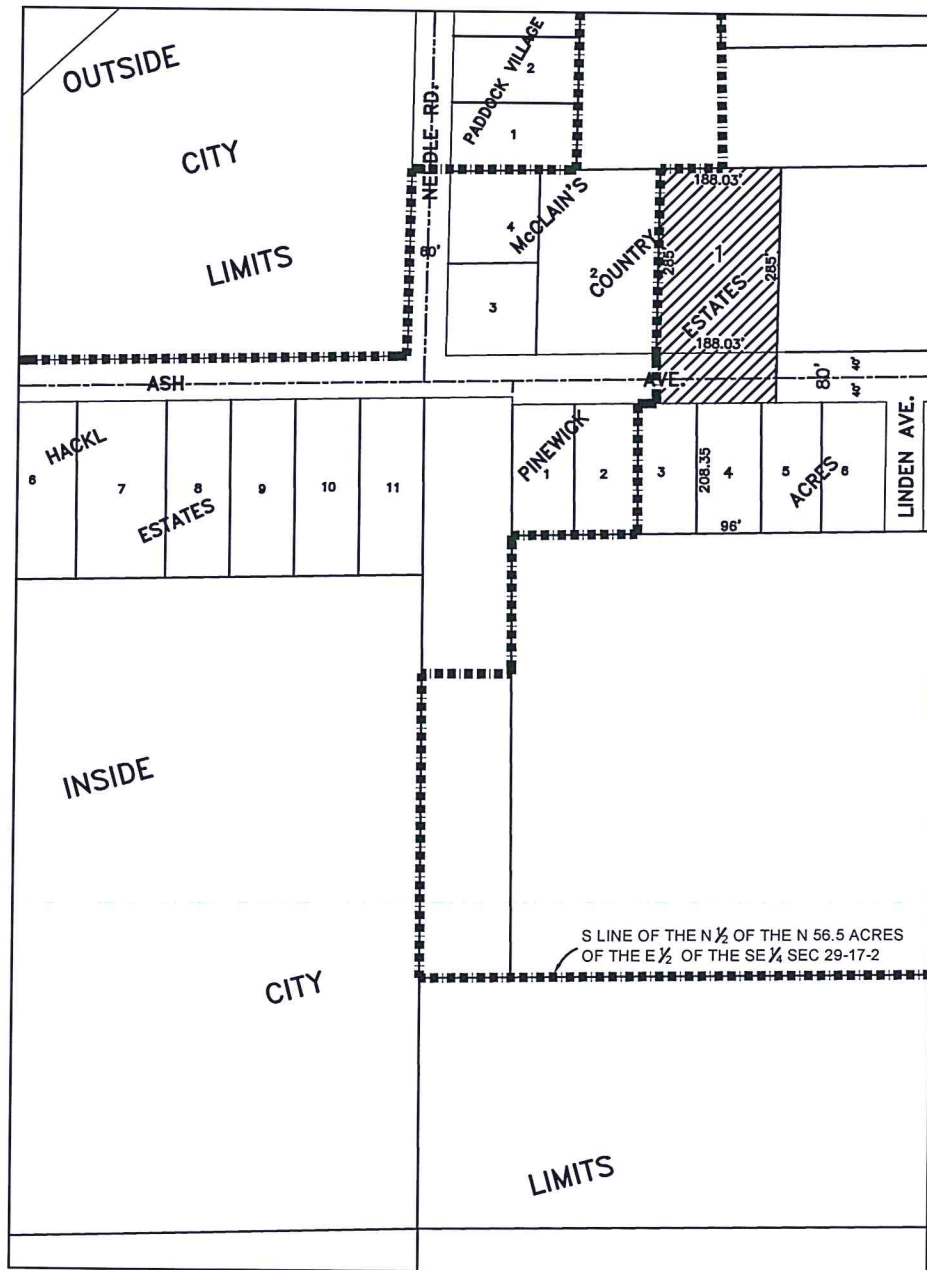 OUTSIDE
CITY
LIMITS
NEEDLE RD.
60'
PADDOCK VILLAGE
2
1
McCLAIN'S
COUNTRY
ESTATES
4
3
2
1
188.03'
285'
285'
188.03'
ASH
AVE.
80'
40'
40'
LINDEN AVE.
HACKL
ESTATES
6
7
8
9
10
11
PINEWICK
ACRES
1
2
3
208.35
4
96'
5
6
INSIDE
CITY
LIMITS
S LINE OF THE N ½ OF THE N 56.5 ACRES
OF THE E ½ OF THE SE ¼ SEC 29-17-2